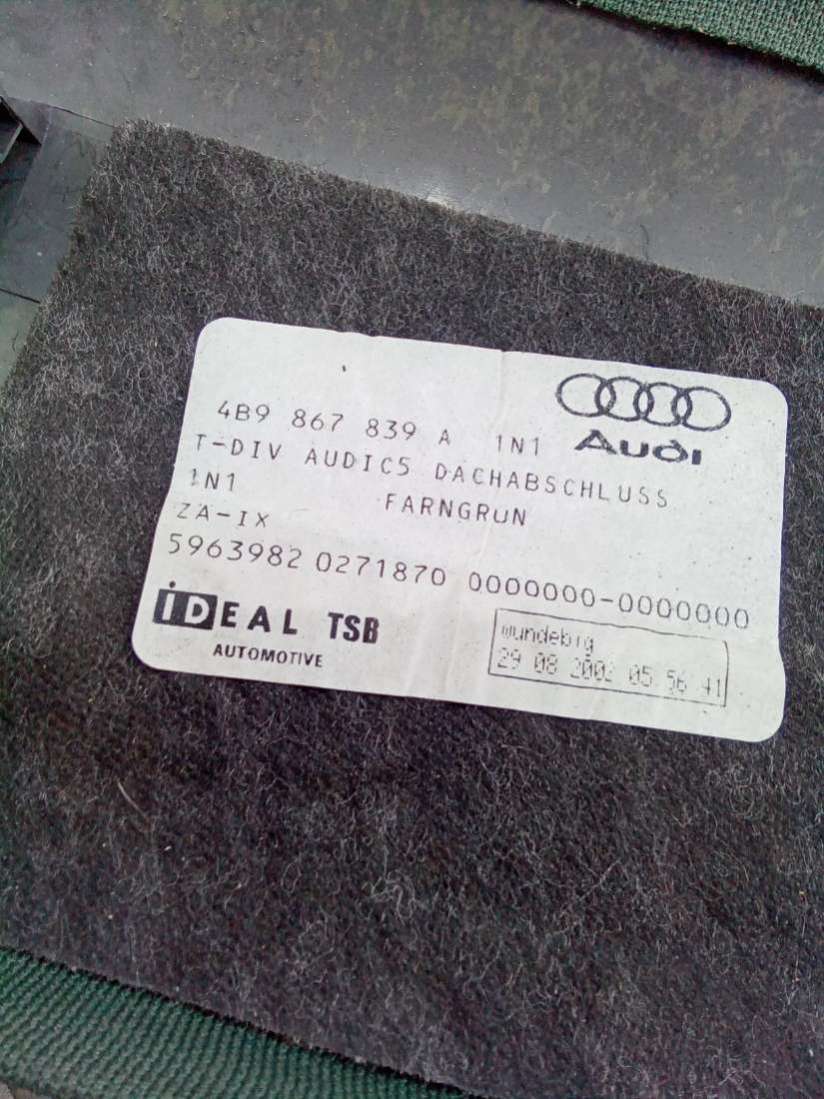 Audi
4B9 867 839 A 1N1
T-DIV AUDIC5 DACHABSCHLUSS
1N1 FARNGRUN
ZA-IX
5963982 0271870 0000000-0000000
iDEAL TSB
AUTOMOTIVE
wundebig
29 08 2002 05 56 41